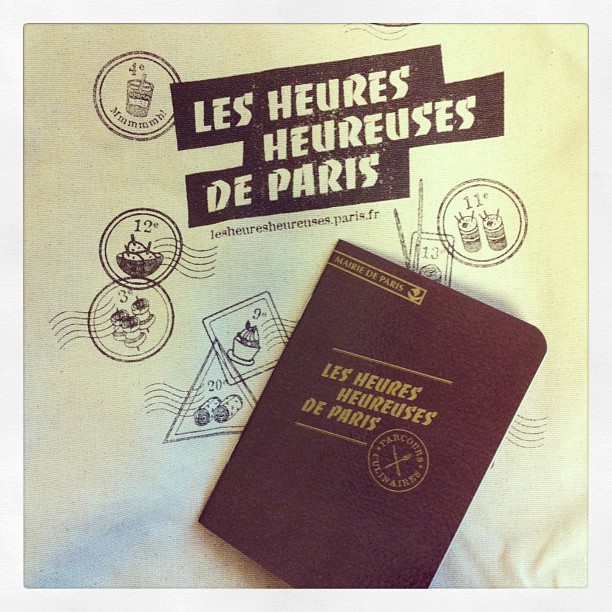 4e
Mmmmmmh!
LES HEURES
HEUREUSES
DE PARIS
lesheuresheureuses.paris.fr
11e
12e
13e
3e
9e
20e
MAIRIE DE PARIS
LES HEURES
HEUREUSES
DE PARIS
PARCOURS
CULINAIRES